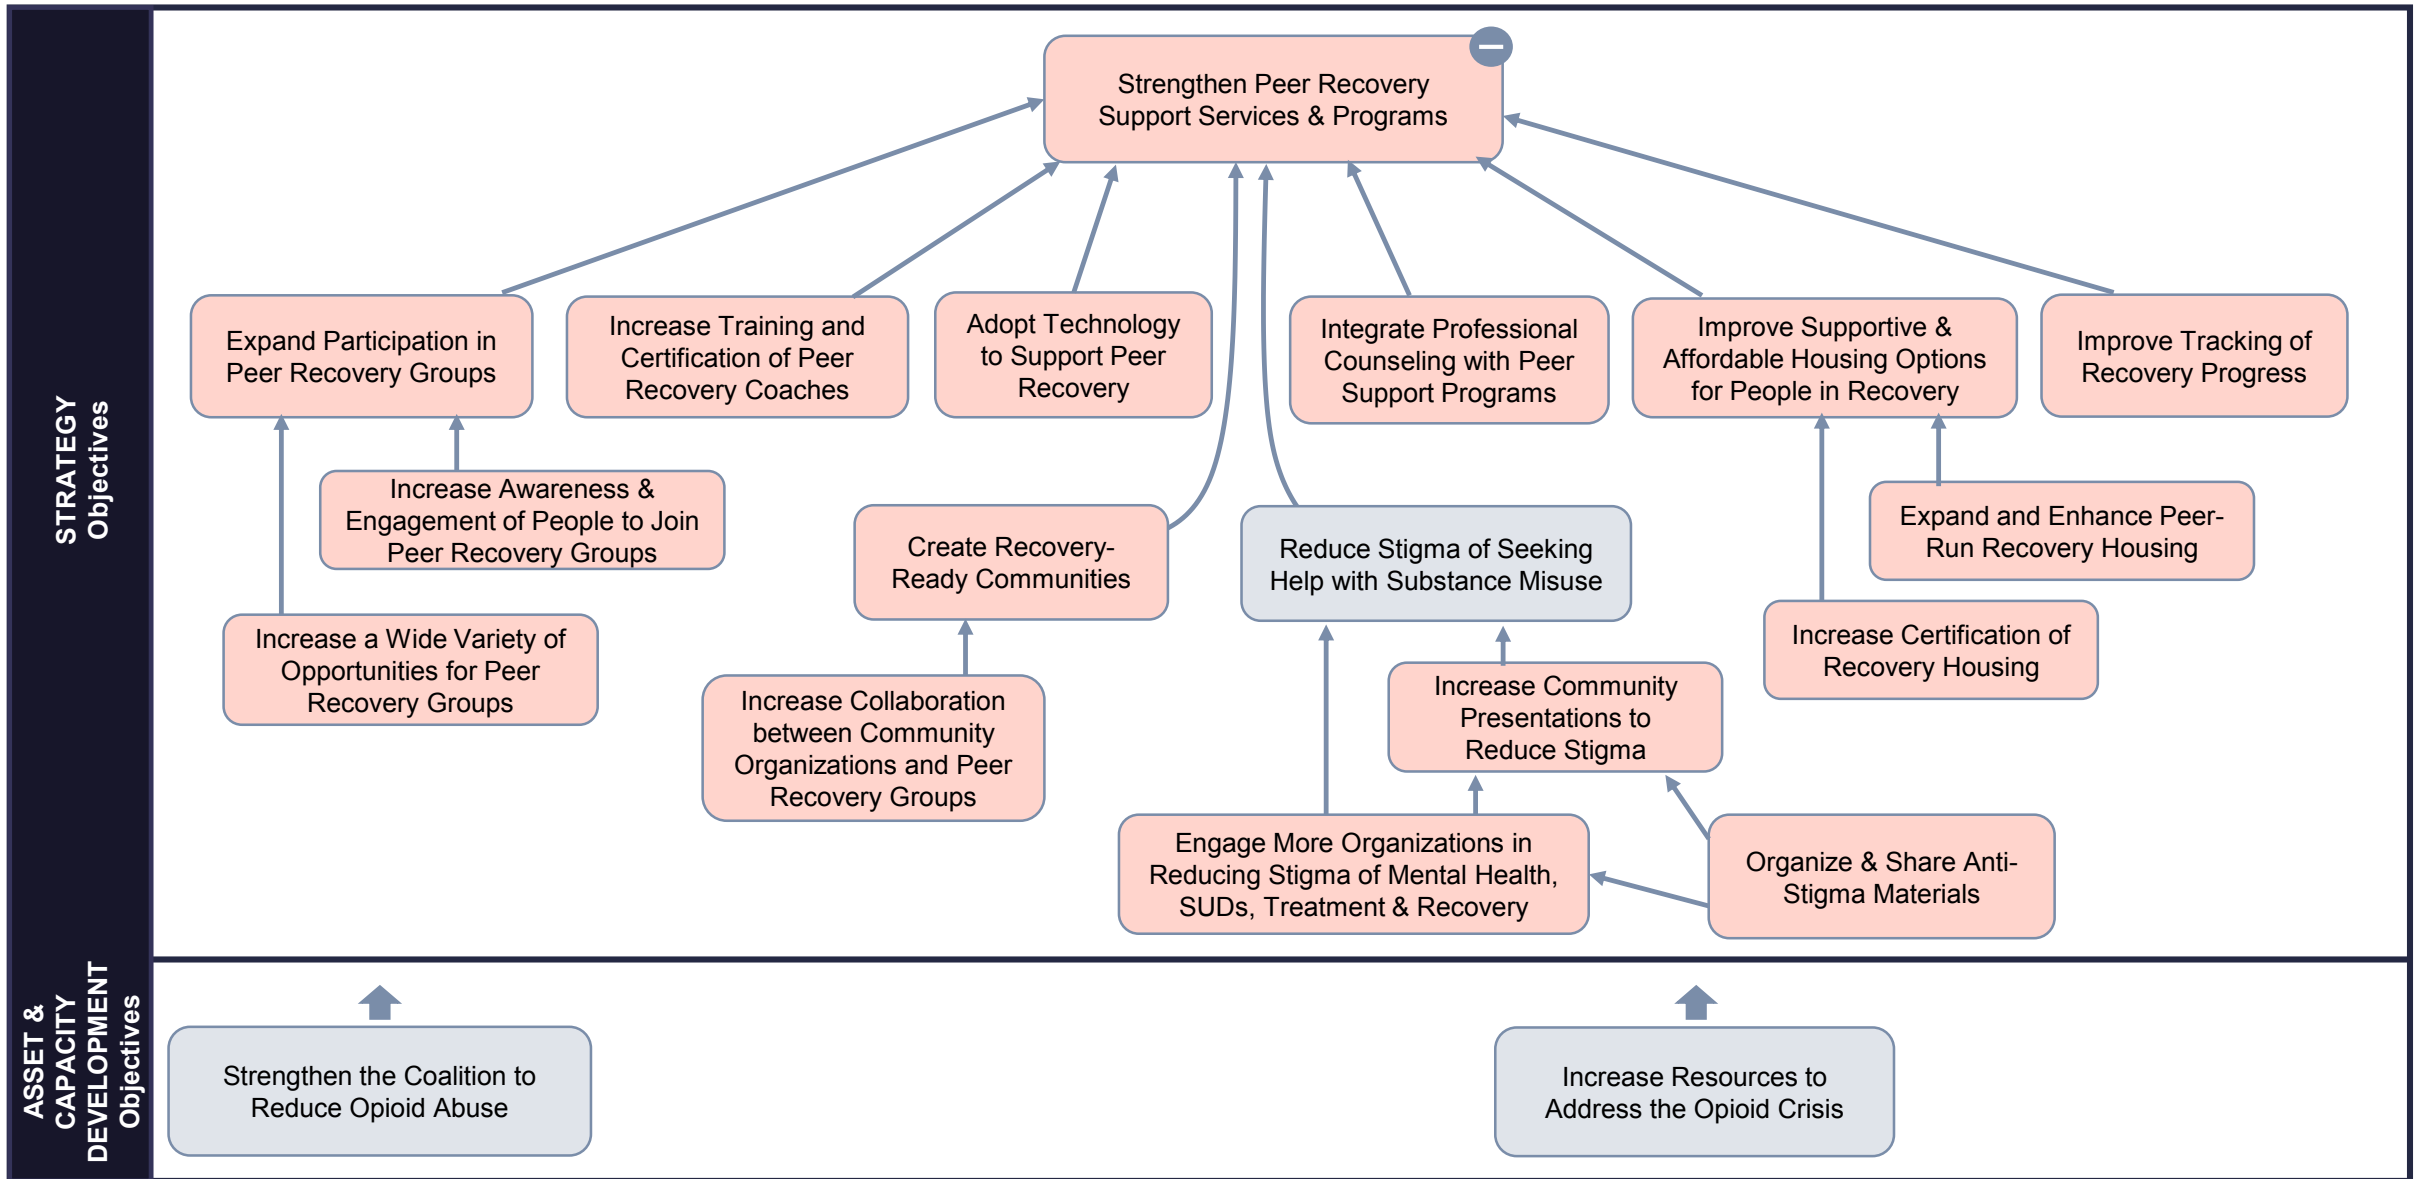 STRATEGY
Objectives
Strengthen Peer Recovery
Support Services & Programs
Expand Participation in
Peer Recovery Groups
Increase Training and
Certification of Peer
Recovery Coaches
Adopt Technology
to Support Peer
Recovery
Integrate Professional
Counseling with Peer
Support Programs
Improve Supportive &
Affordable Housing Options
for People in Recovery
Improve Tracking of
Recovery Progress
Increase Awareness &
Engagement of People to Join
Peer Recovery Groups
Create Recovery-
Ready Communities
Reduce Stigma of Seeking
Help with Substance Misuse
Expand and Enhance Peer-
Run Recovery Housing
Increase a Wide Variety of
Opportunities for Peer
Recovery Groups
Increase Certification of
Recovery Housing
Increase Collaboration
between Community
Organizations and Peer
Recovery Groups
Increase Community
Presentations to
Reduce Stigma
Engage More Organizations in
Reducing Stigma of Mental Health,
SUDs, Treatment & Recovery
Organize & Share Anti-
Stigma Materials
ASSET &
CAPACITY
DEVELOPMENT
Objectives
Strengthen the Coalition to
Reduce Opioid Abuse
Increase Resources to
Address the Opioid Crisis